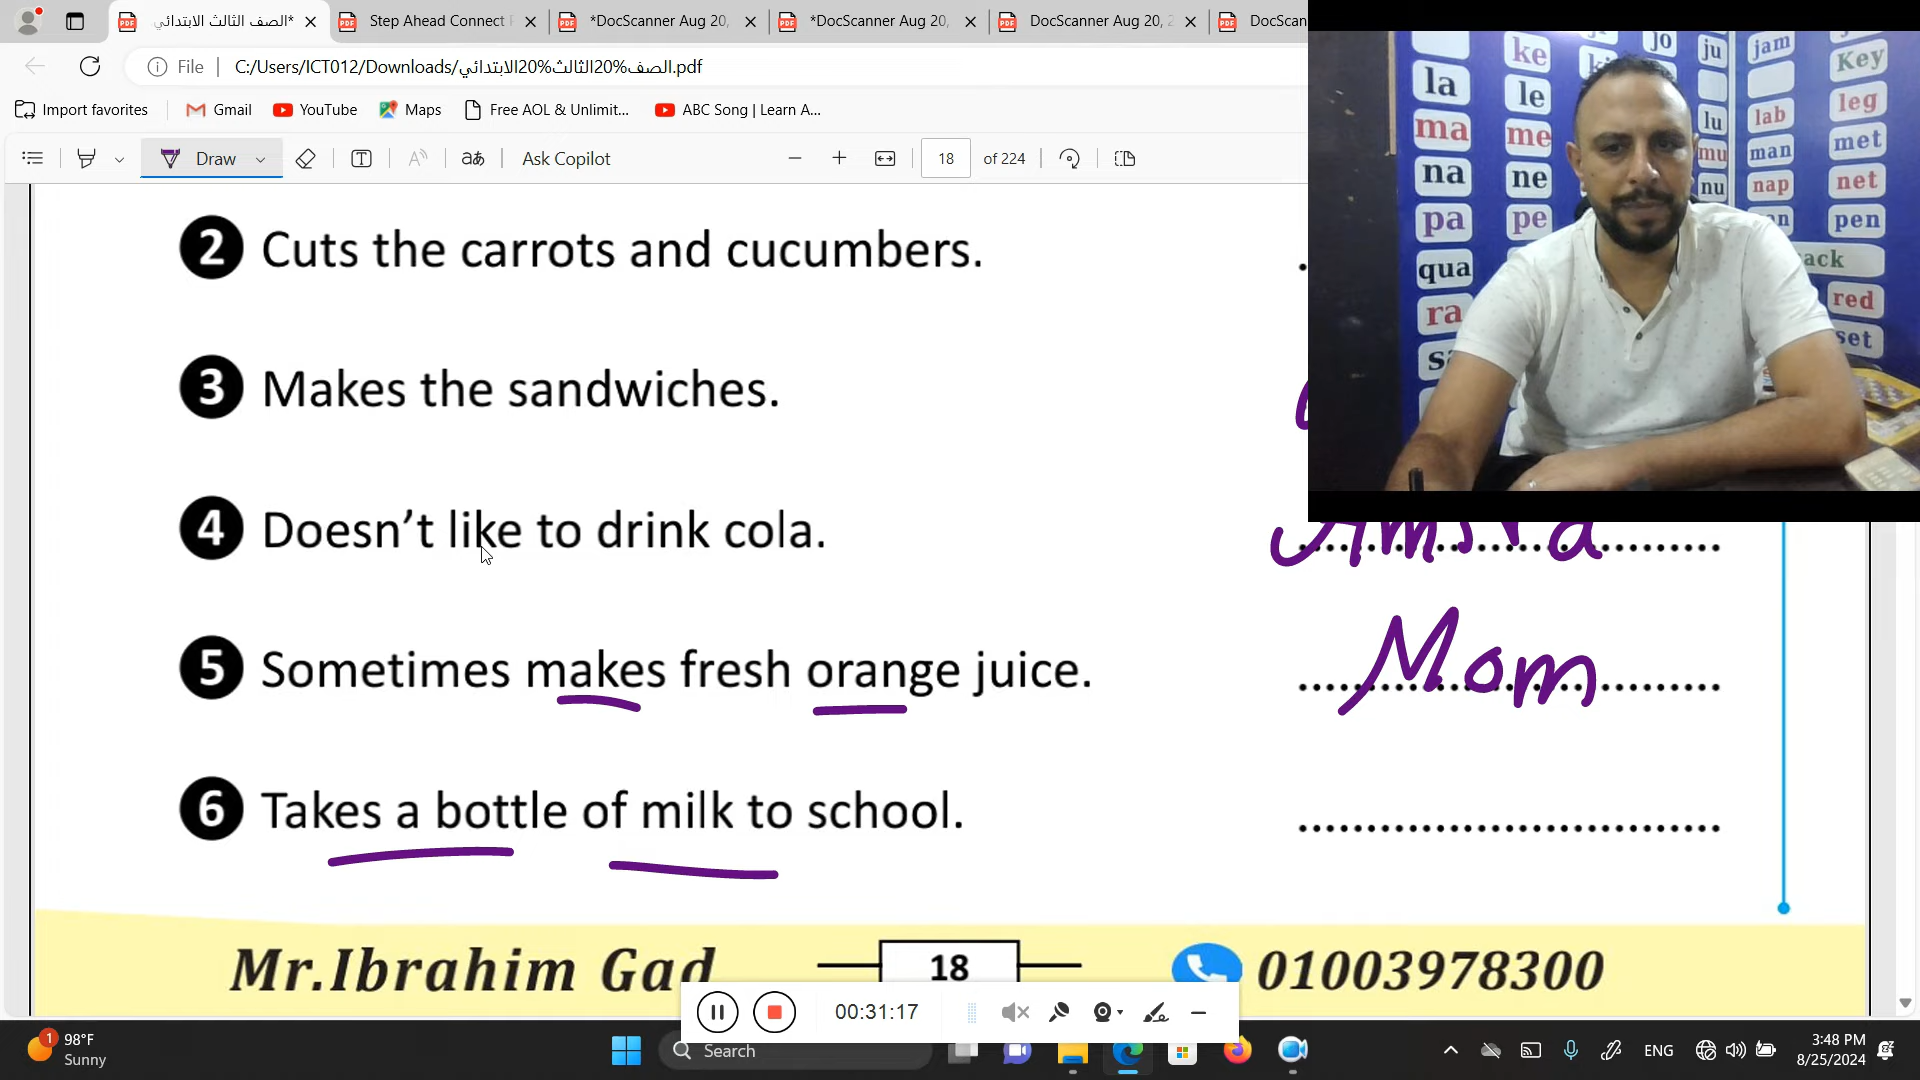 *الصف الثالث الابتدائي
Step Ahead Connect
*DocScanner Aug 20,
*DocScanner Aug 20,
DocScanner Aug 20, 2
DocScan
File
C:/Users/ICT012/Downloads/الصف%20الثالث%20الابتدائي.pdf
Import favorites
Gmail
YouTube
Maps
Free AOL & Unlimit...
ABC Song | Learn A...
Draw
Ask Copilot
18
of 224
2 Cuts the carrots and cucumbers.
3 Makes the sandwiches.
4 Doesn't like to drink cola.
5 Sometimes makes fresh orange juice.
Mom
6 Takes a bottle of milk to school.
Mr.Ibrahim Gad
18
01003978300
la
ma
na
pa
qua
ra
ke
le
me
ne
pe
jo
ju
lu
mu
nu
jam
lab
man
nap
Key
leg
met
net
pen
ack
red
set
00:31:17
1
98°F
Sunny
Search
ENG
3:48 PM
8/25/2024